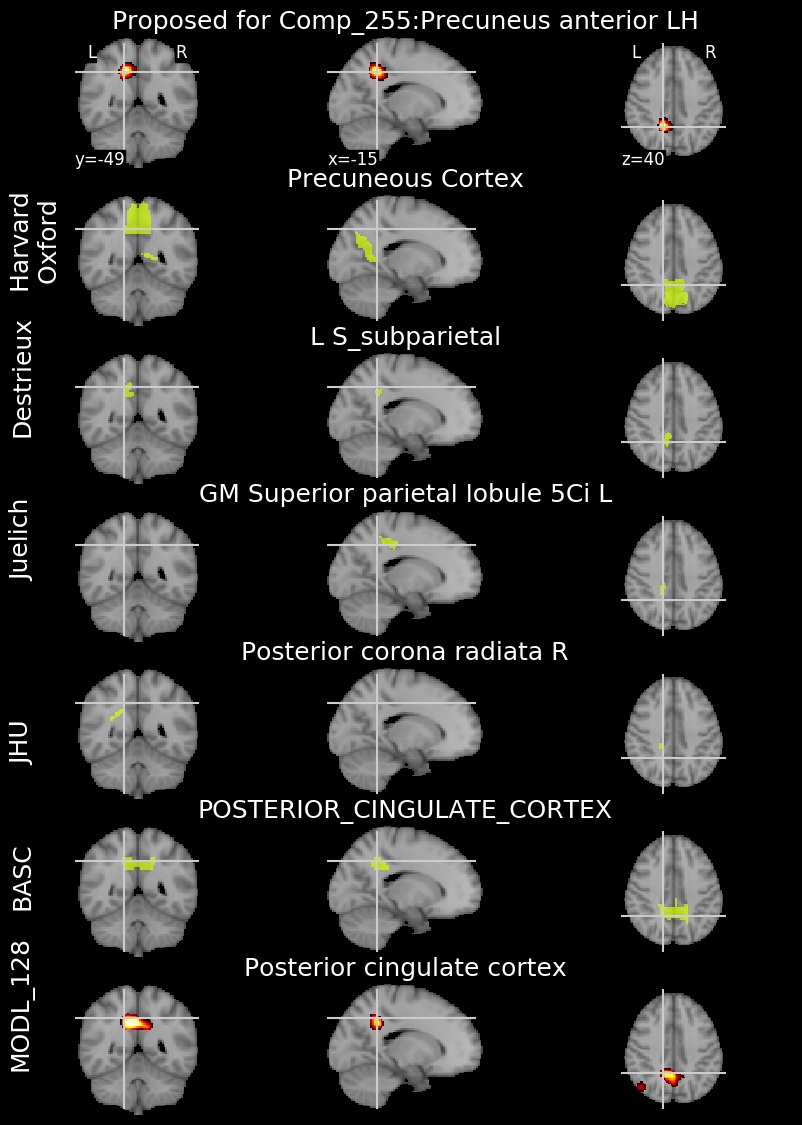 Proposed for Comp_255:Precuneus anterior LH
L R L R
y=-49 x=-15 z=40
Precuneous Cortex
Harvard
Oxford
L S_subparietal
Destrieux
GM Superior parietal lobule 5Ci L
Juelich
Posterior corona radiata R
JHU
POSTERIOR_CINGULATE_CORTEX
BASC
Posterior cingulate cortex
MODL_128